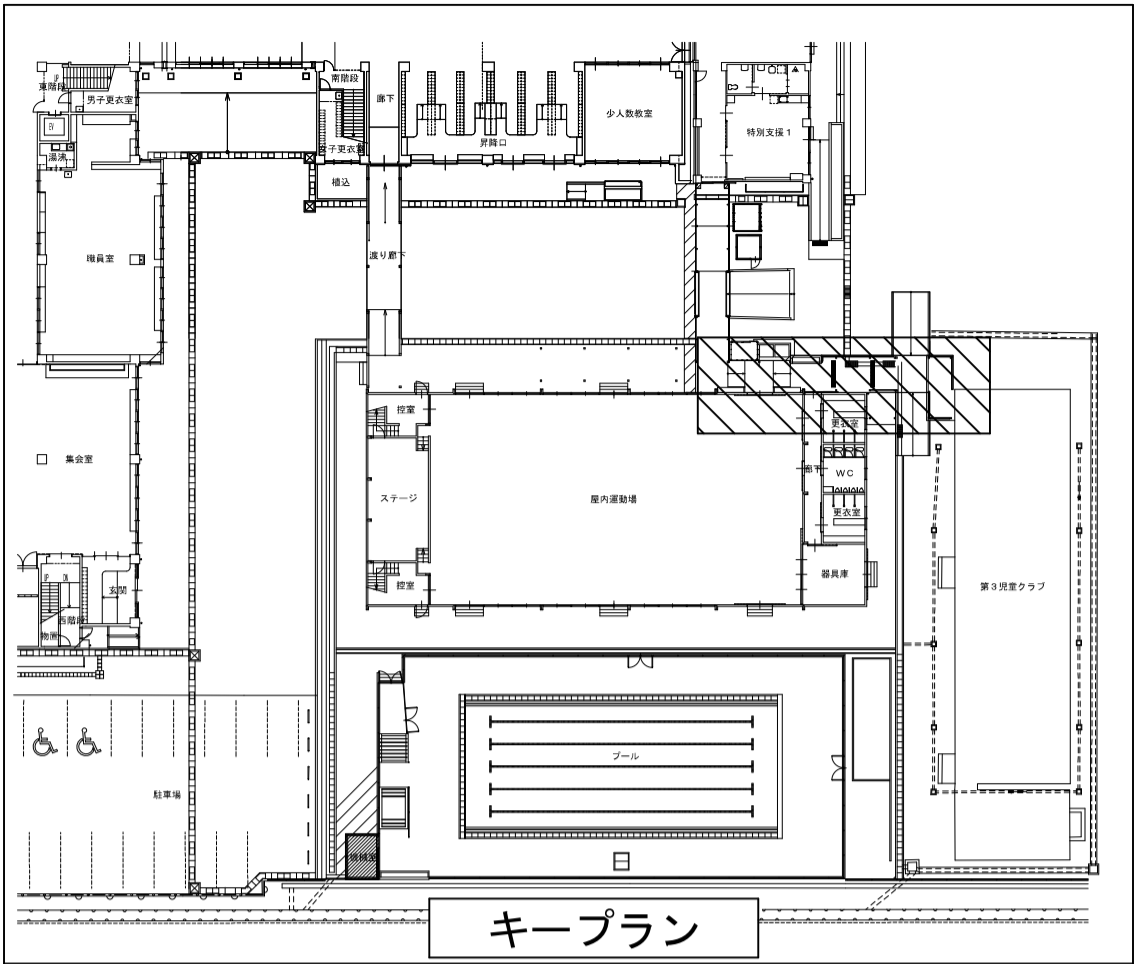 UP
東階段
男子更衣室
EV
湯沸
南階段
女子更衣室
廊下
昇降口
少人数教室
特別支援1
植込
渡り廊下
職員室
集会室
控室
ステージ
控室
屋内運動場
更衣室
廊下
WC
更衣室
器具庫
第3児童クラブ
UP
DN
玄関
西階段
物置
プール
駐車場
機械室
キープラン